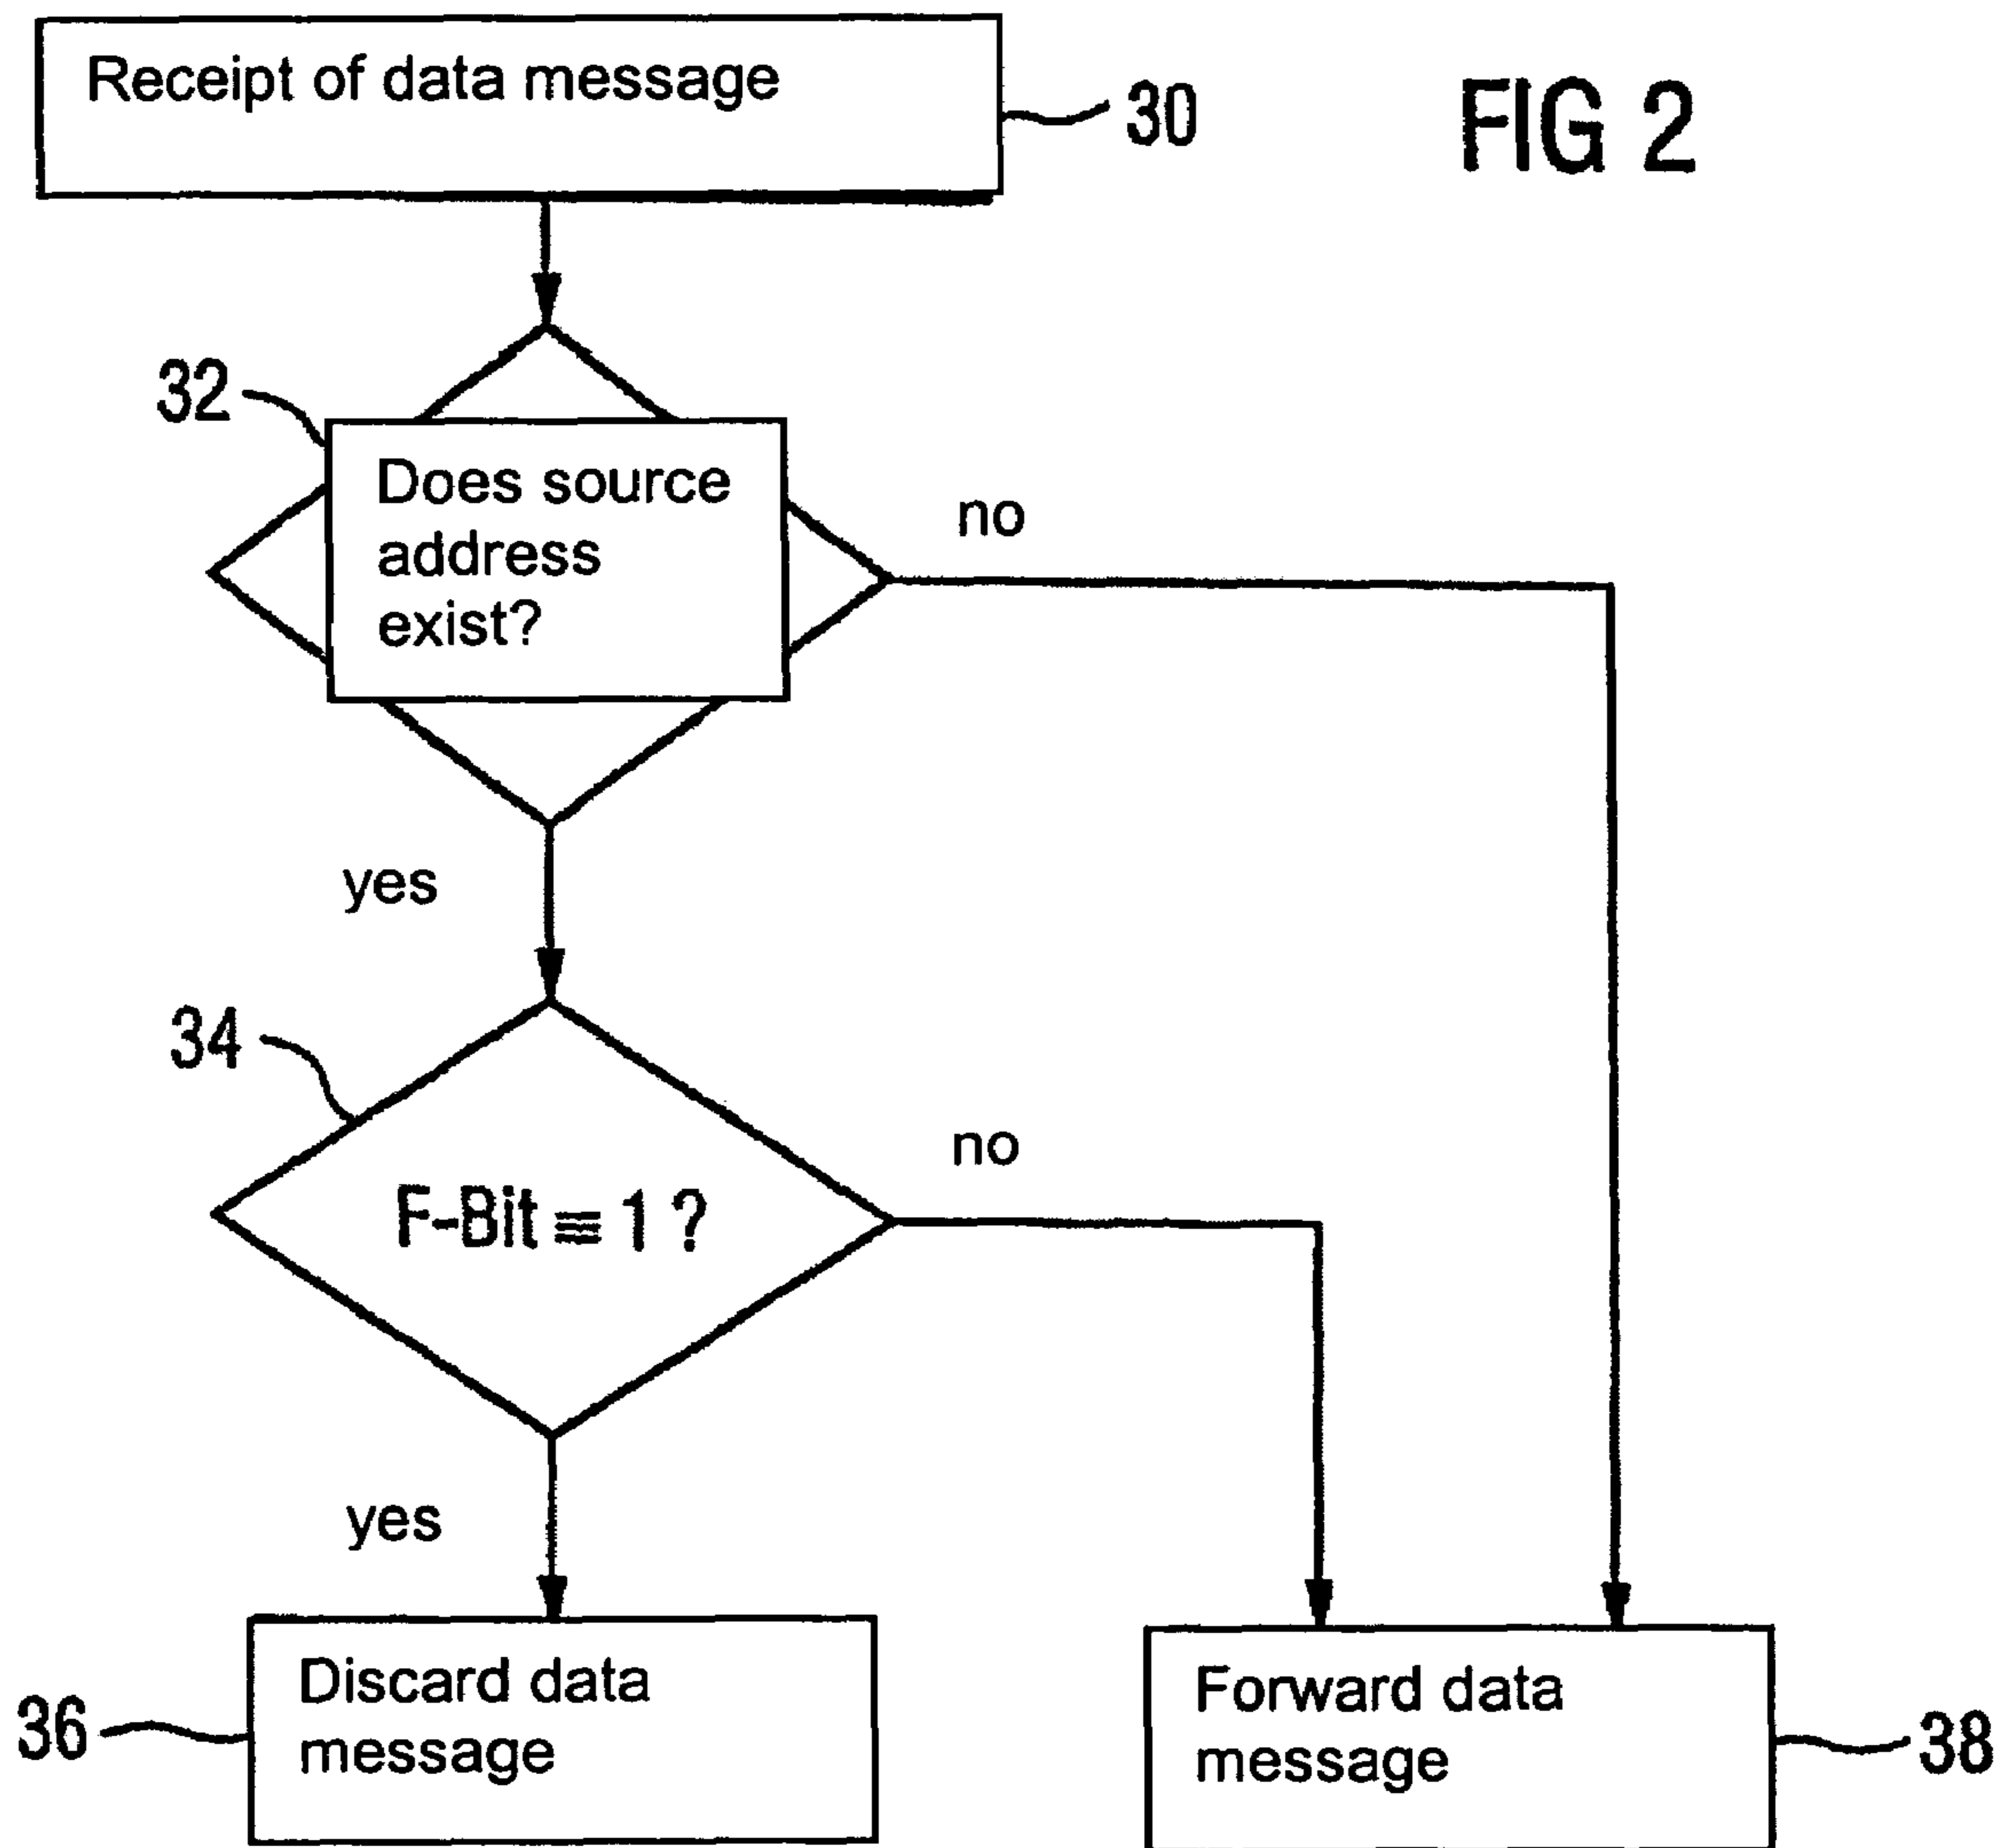 Receipt of data message
30
FIG 2
32
Does source
address
exist?
no
yes
34
F-Bit ≡ 1 ?
no
yes
Discard data
message
36
Forward data
message
38